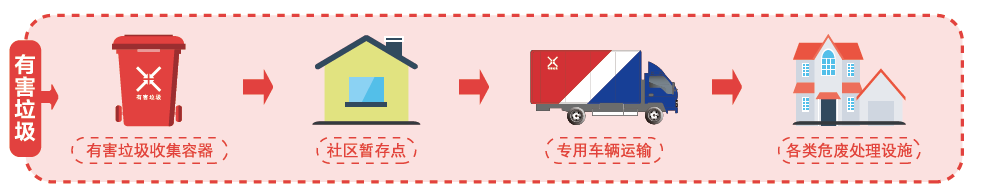 有害垃圾
有害垃圾
有害垃圾收集容器
社区暂存点
专用车辆运输
各类危废处理设施